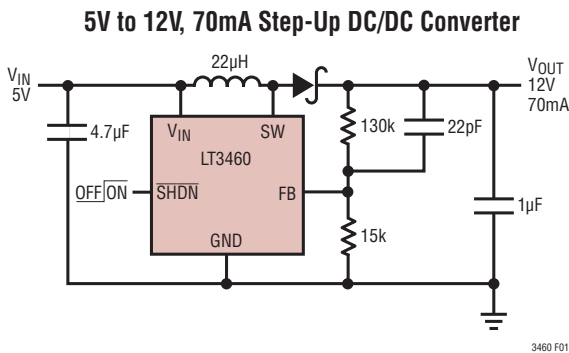 5V to 12V, 70mA Step-Up DC/DC Converter
VIN
5V
22µH
VOUT
12V
70mA
4.7µF
VIN
SW
LT3460
130k
22pF
OFF ON
SHDN
FB
1µF
15k
GND
3460 F01